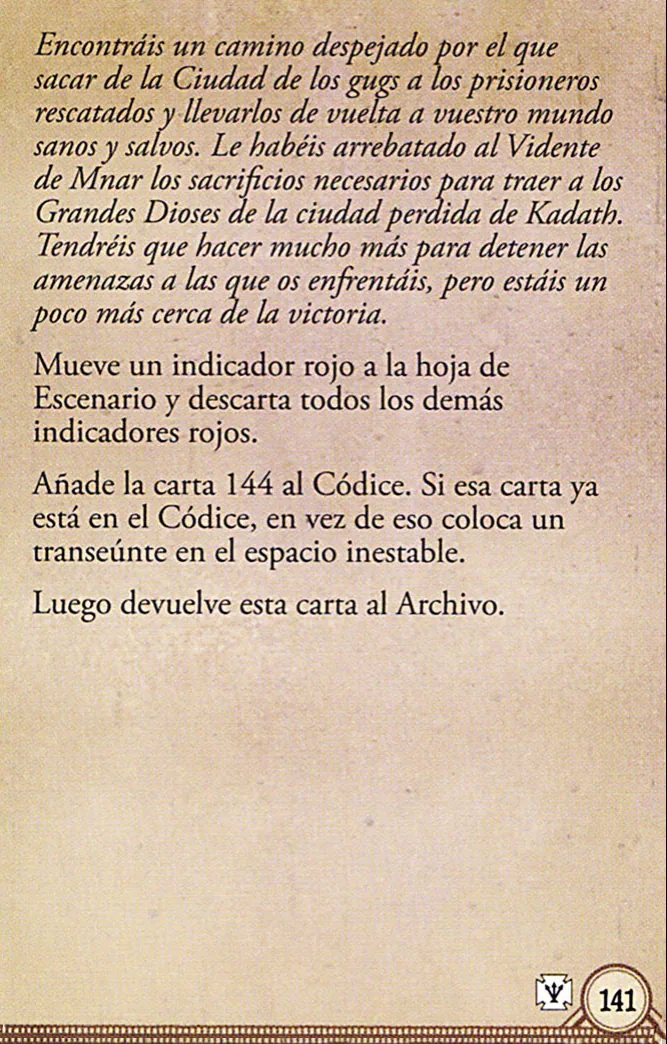 Encontráis un camino despejado por el que
sacar de la Ciudad de los gugs a los prisioneros
rescatados y llevarlos de vuelta a vuestro mundo
sanos y salvos. Le habéis arrebatado al Vidente
de Mnar los sacrificios necesarios para traer a los
Grandes Dioses de la ciudad perdida de Kadath.
Tendréis que hacer mucho más para detener las
amenazas a las que os enfrentáis, pero estáis un
poco más cerca de la victoria.
Mueve un indicador rojo a la hoja de
Escenario y descarta todos los demás
indicadores rojos.
Añade la carta 144 al Códice. Si esa carta ya
está en el Códice, en vez de eso coloca un
transeúnte en el espacio inestable.
Luego devuelve esta carta al Archivo.
141